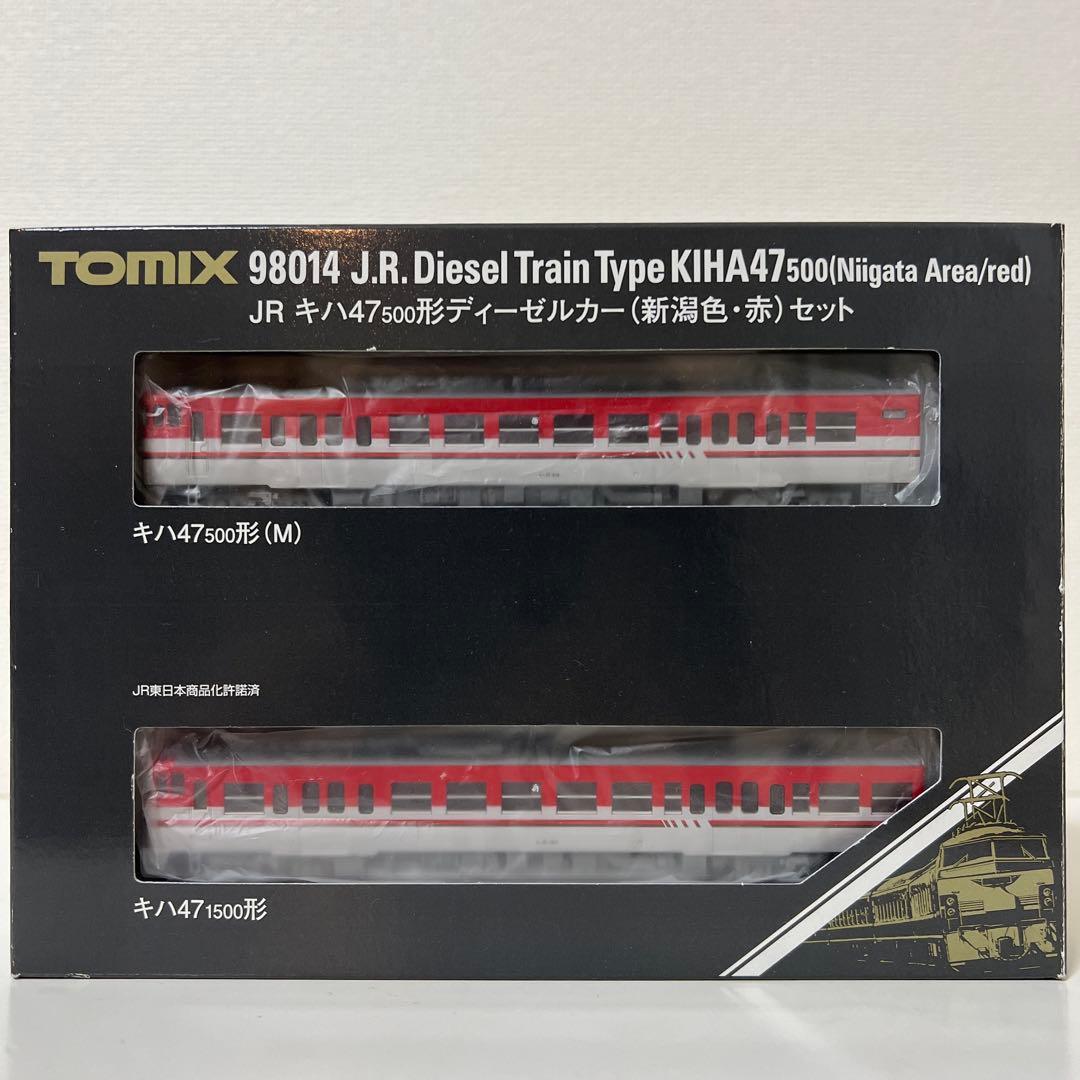 TOMIX 98014 J.R. Diesel Train Type KIHA47 500(Niigata Area/red)
JR キハ47 500形ディーゼルカー(新潟色・赤)セット
キハ47 500形(M)
JR東日本商品化許諾済
キハ47 1500形